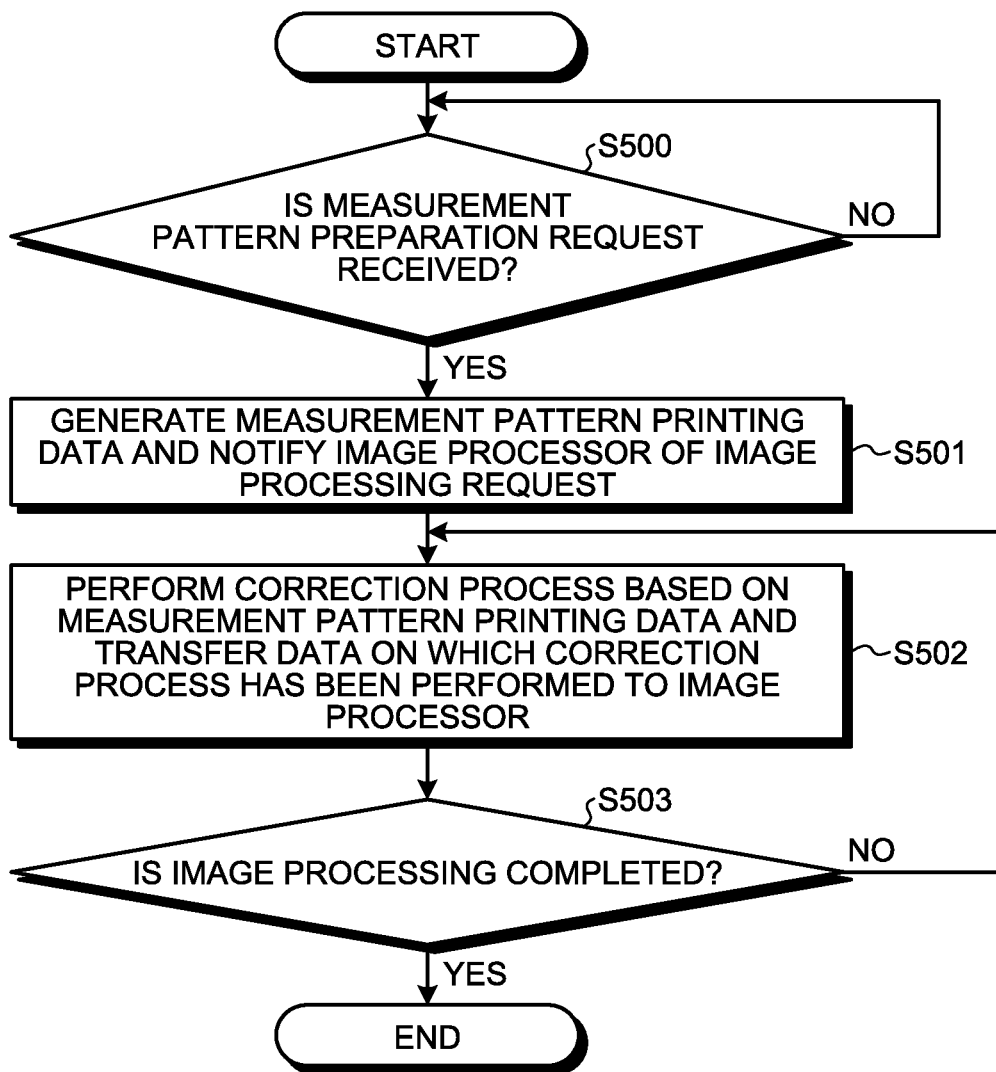 START
S500
IS MEASUREMENT
PATTERN PREPARATION REQUEST
RECEIVED?
NO
YES
GENERATE MEASUREMENT PATTERN PRINTING
DATA AND NOTIFY IMAGE PROCESSOR OF IMAGE
PROCESSING REQUEST
S501
PERFORM CORRECTION PROCESS BASED ON
MEASUREMENT PATTERN PRINTING DATA AND
TRANSFER DATA ON WHICH CORRECTION
PROCESS HAS BEEN PERFORMED TO IMAGE
PROCESSOR
S502
S503
IS IMAGE PROCESSING COMPLETED?
NO
YES
END